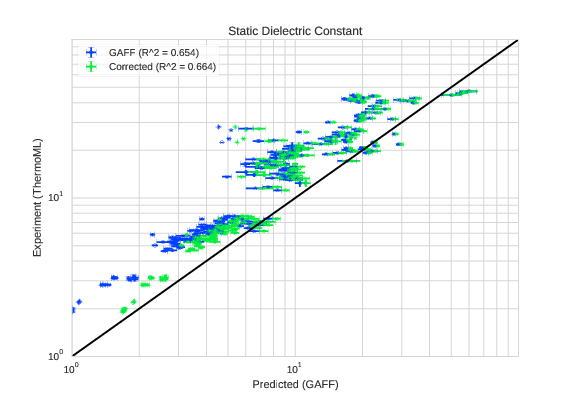 Static Dielectric Constant
GAFF (R^2 = 0.654)
Corrected (R^2 = 0.664)
Experiment (ThermoML)
10^1
10^0
10^0
10^1
Predicted (GAFF)